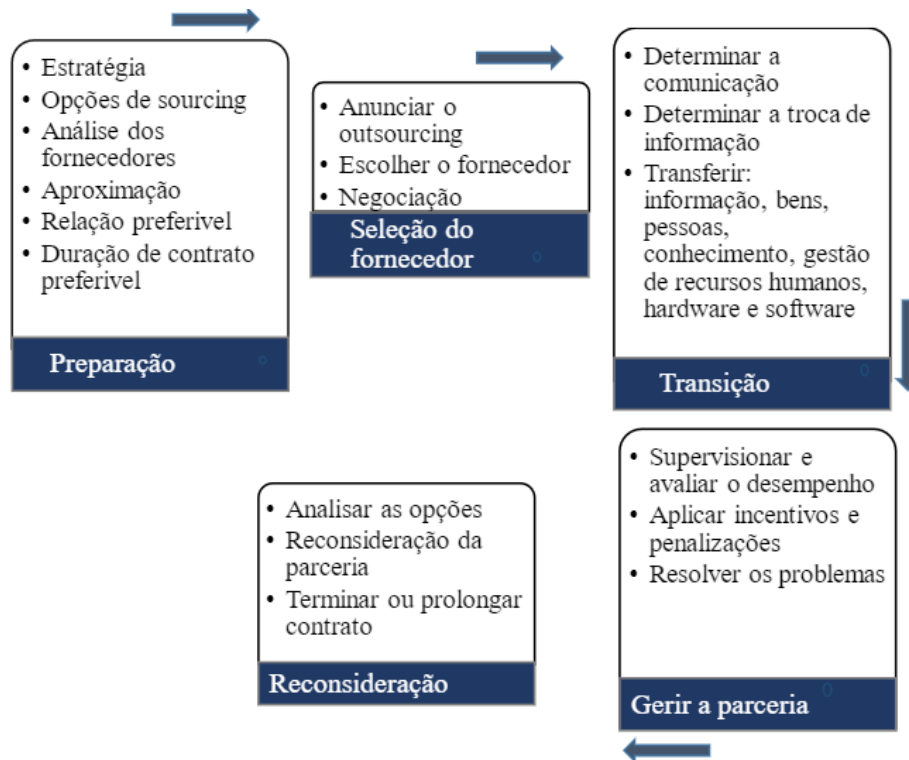 • Estratégia
• Opções de sourcing
• Análise dos
fornecedores
• Aproximação
• Relação preferivel
• Duração de contrato
preferivel
Preparação
• Anunciar o
outsourcing
• Escolher o fornecedor
• Negociação
Seleção do
fornecedor
• Determinar a
comunicação
• Determinar a troca de
informação
• Transferir:
informação, bens,
pessoas,
conhecimento, gestão
de recursos humanos,
hardware e software
Transição
• Supervisionar e
avaliar o desempenho
• Aplicar incentivos e
penalizações
• Resolver os problemas
Gerir a parceria
• Analisar as opções
• Reconsideração da
parceria
• Terminar ou prolongar
contrato
Reconsideração